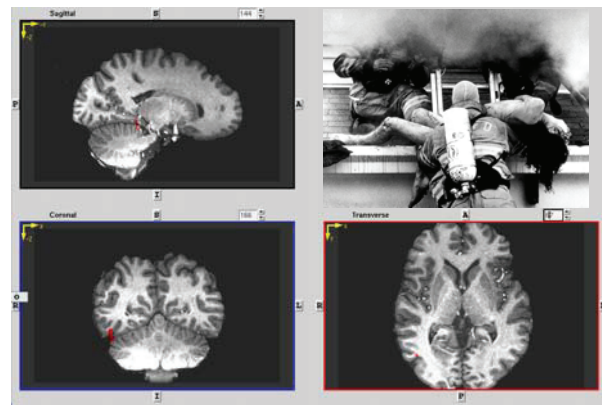 Sagittal S 144
P A
I
Coronal S 166 Transverse A
R L R
I P